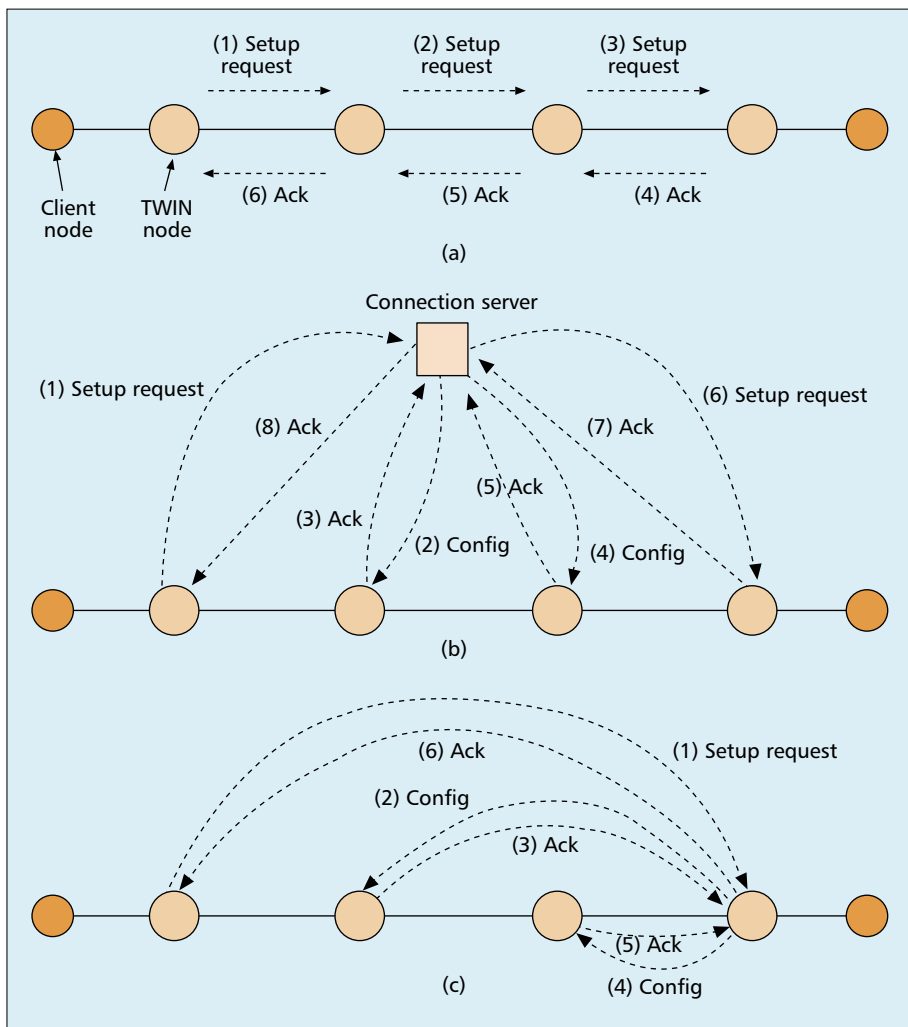 (1) Setup
request
(2) Setup
request
(3) Setup
request
Client
node
TWIN
node
(6) Ack
(5) Ack
(4) Ack
(a)
Connection server
(1) Setup request
(6) Setup request
(8) Ack
(7) Ack
(3) Ack
(5) Ack
(2) Config
(4) Config
(b)
(6) Ack
(1) Setup request
(2) Config
(3) Ack
(5) Ack
(4) Config
(c)